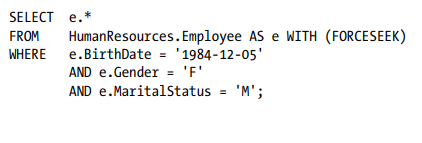 SELECT e.*
FROM HumanResources.Employee AS e WITH (FORCESEEK)
WHERE e.BirthDate = '1984-12-05'
AND e.Gender = 'F'
AND e.MaritalStatus = 'M';